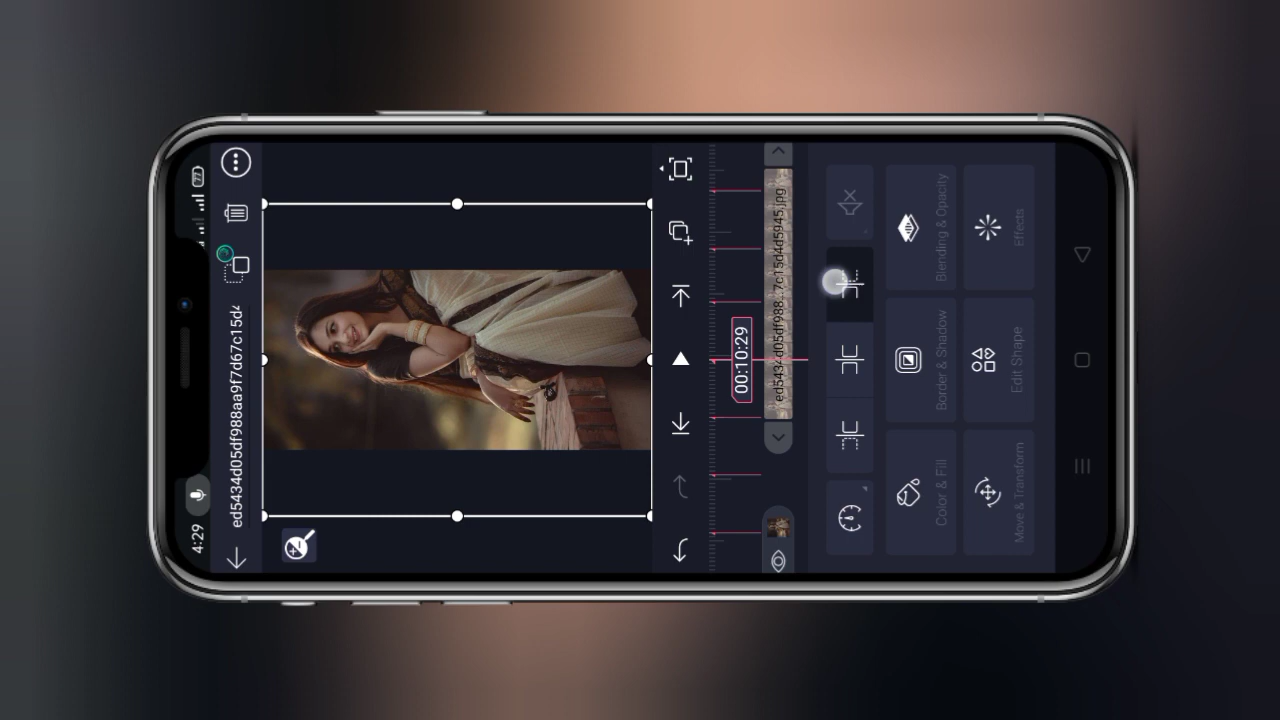 4:29
77
ed5434d05df988aa9f7d67c15d4
00:10:29
ed5434d05df988...7c15d4d5945.jpg
Color & Fill
Border & Shadow
Blending & Opacity
Move & Transform
Edit Shape
Effects